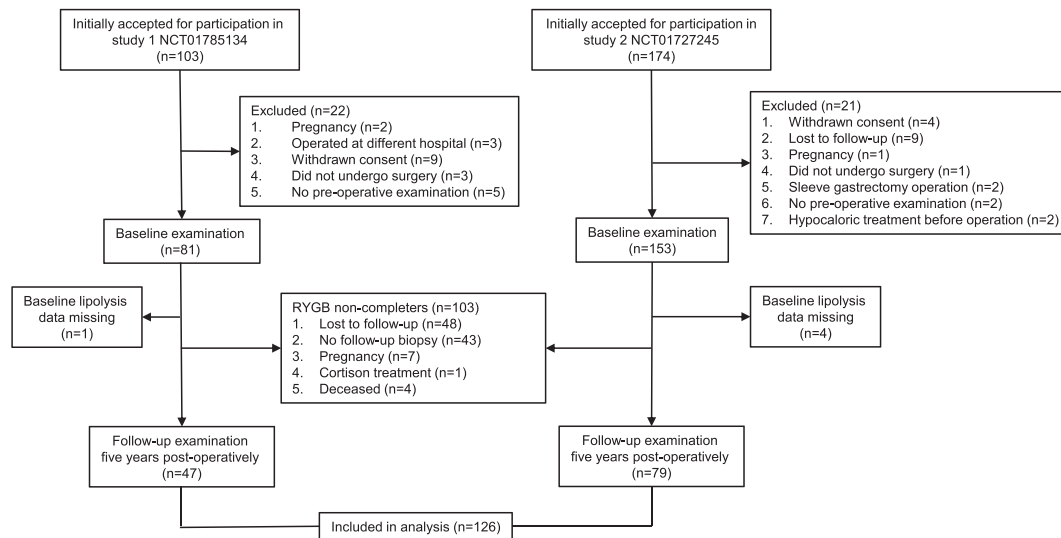 Initially accepted for participation in
study 1 NCT01785134
(n=103)
Initially accepted for participation in
study 2 NCT01727245
(n=174)
Excluded (n=22)
1. Pregnancy (n=2)
2. Operated at different hospital (n=3)
3. Withdrawn consent (n=9)
4. Did not undergo surgery (n=3)
5. No pre-operative examination (n=5)
Excluded (n=21)
1. Withdrawn consent (n=4)
2. Lost to follow-up (n=9)
3. Pregnancy (n=1)
4. Did not undergo surgery (n=1)
5. Sleeve gastrectomy operation (n=2)
6. No pre-operative examination (n=2)
7. Hypocaloric treatment before operation (n=2)
Baseline examination
(n=81)
Baseline examination
(n=153)
Baseline lipolysis
data missing
(n=1)
RYGB non-completers (n=103)
1. Lost to follow-up (n=48)
2. No follow-up biopsy (n=43)
3. Pregnancy (n=7)
4. Cortison treatment (n=1)
5. Deceased (n=4)
Baseline lipolysis
data missing
(n=4)
Follow-up examination
five years post-operatively
(n=47)
Follow-up examination
five years post-operatively
(n=79)
Included in analysis (n=126)